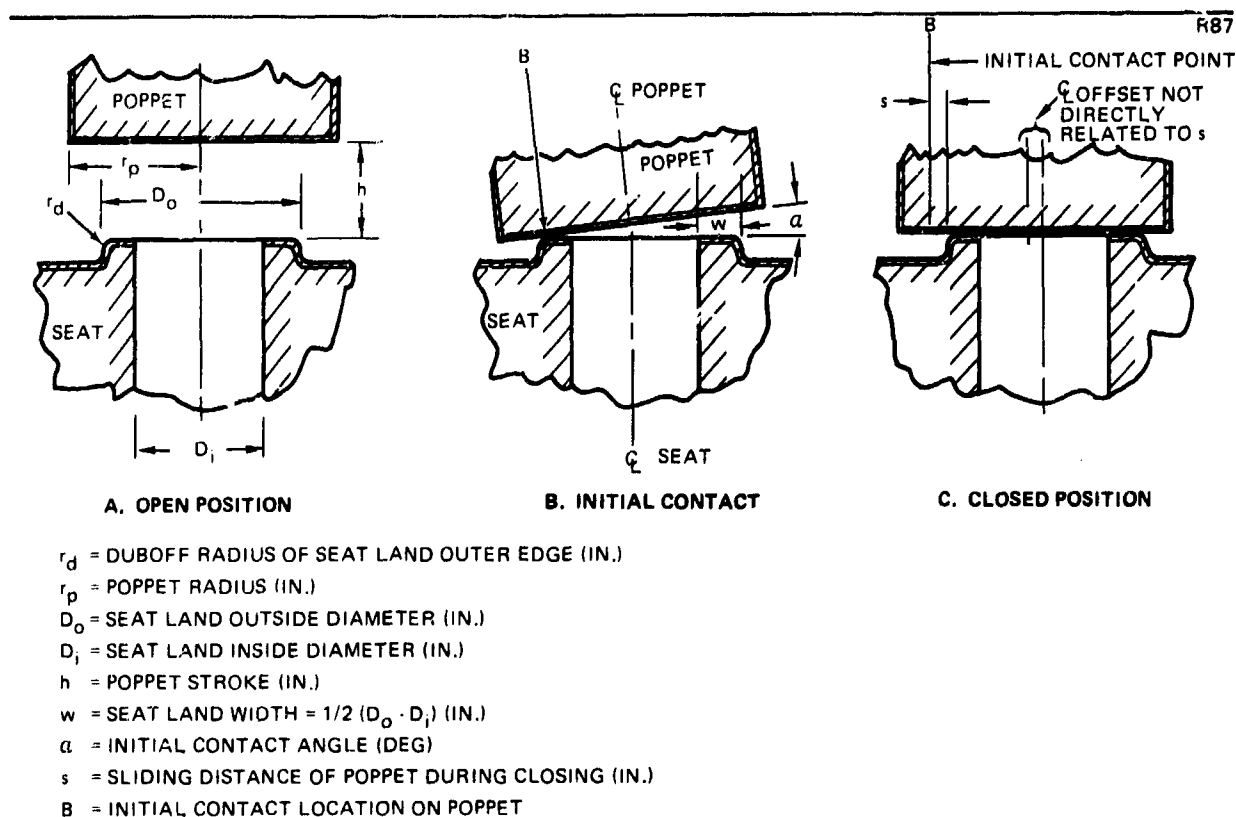 R87
POPPET
r_p
D_o
h
r_d
SEAT
D_i
A. OPEN POSITION
B
℄ POPPET
POPPET
w
α
SEAT
℄ SEAT
B. INITIAL CONTACT
B
INITIAL CONTACT POINT
s
℄ OFFSET NOT
DIRECTLY
RELATED TO s
C. CLOSED POSITION
r_d = DUBOFF RADIUS OF SEAT LAND OUTER EDGE (IN.)
r_p = POPPET RADIUS (IN.)
D_o = SEAT LAND OUTSIDE DIAMETER (IN.)
D_i = SEAT LAND INSIDE DIAMETER (IN.)
h = POPPET STROKE (IN.)
w = SEAT LAND WIDTH = 1/2 (D_o · D_i) (IN.)
α = INITIAL CONTACT ANGLE (DEG)
s = SLIDING DISTANCE OF POPPET DURING CLOSING (IN.)
B = INITIAL CONTACT LOCATION ON POPPET